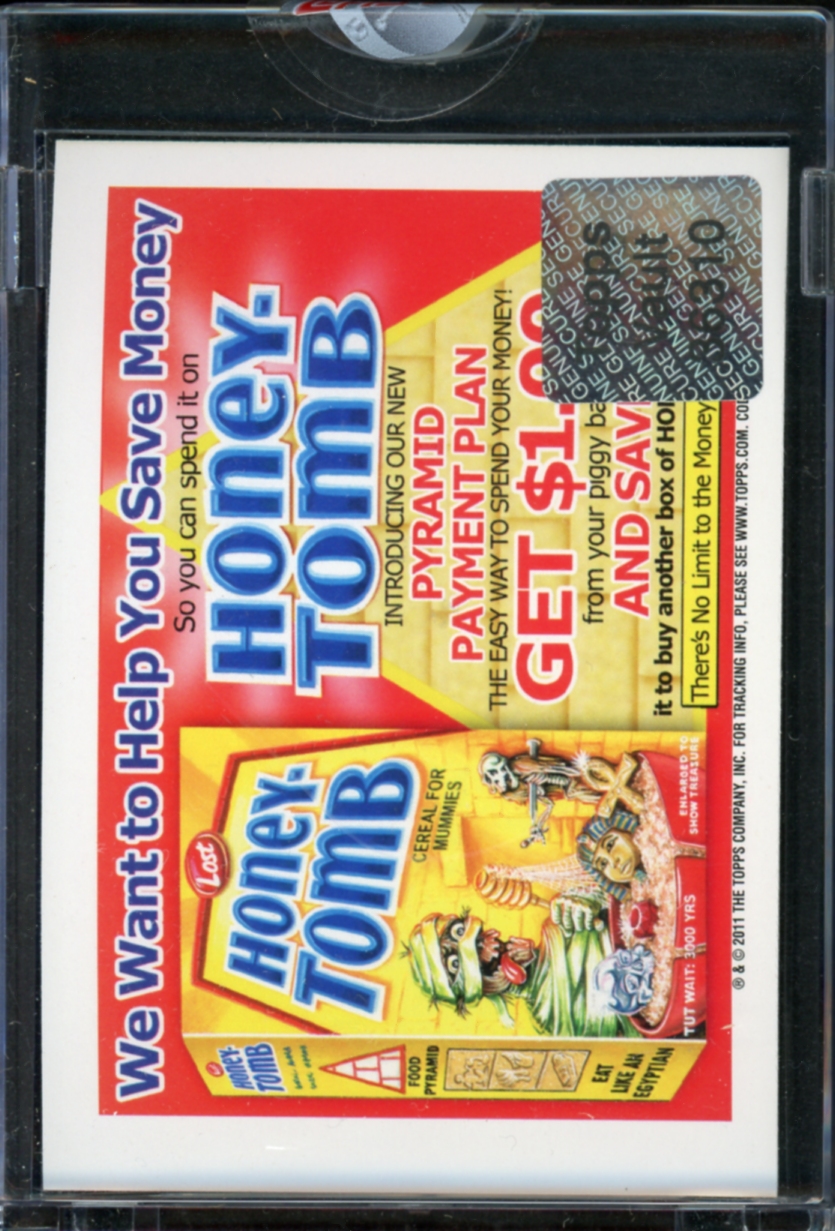 We Want to Help You Save Money
So you can spend it on
HONEY-
TOMB
INTRODUCING OUR NEW
PYRAMID
PAYMENT PLAN
THE EASY WAY TO SPEND YOUR MONEY!
GET $1.00
from your piggy ba
AND SAV
it to buy another box of HO
There's No Limit to the Money
Lost
HONEY-
TOMB
CEREAL FOR
MUMMIES
ENLARGED TO
SHOW TREASURE
TUT WAIT: 3000 YRS
HONEY-
TOMB
FOOD
PYRAMID
EAT
LIKE AN
EGYPTIAN
® & © 2011 THE TOPPS COMPANY, INC. FOR TRACKING INFO, PLEASE SEE WWW.TOPPS.COM. CO
Topps
Vault
GENUINE SECURE